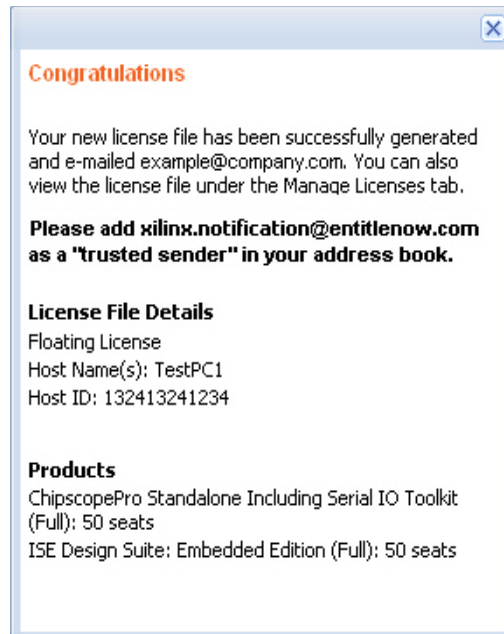 Congratulations
Your new license file has been successfully generated
and e-mailed example@company.com. You can also
view the license file under the Manage Licenses tab.
Please add xilinx.notification@entitlenow.com
as a "trusted sender" in your address book.
License File Details
Floating License
Host Name(s): TestPC1
Host ID: 132413241234
Products
ChipscopePro Standalone Including Serial IO Toolkit
(Full): 50 seats
ISE Design Suite: Embedded Edition (Full): 50 seats